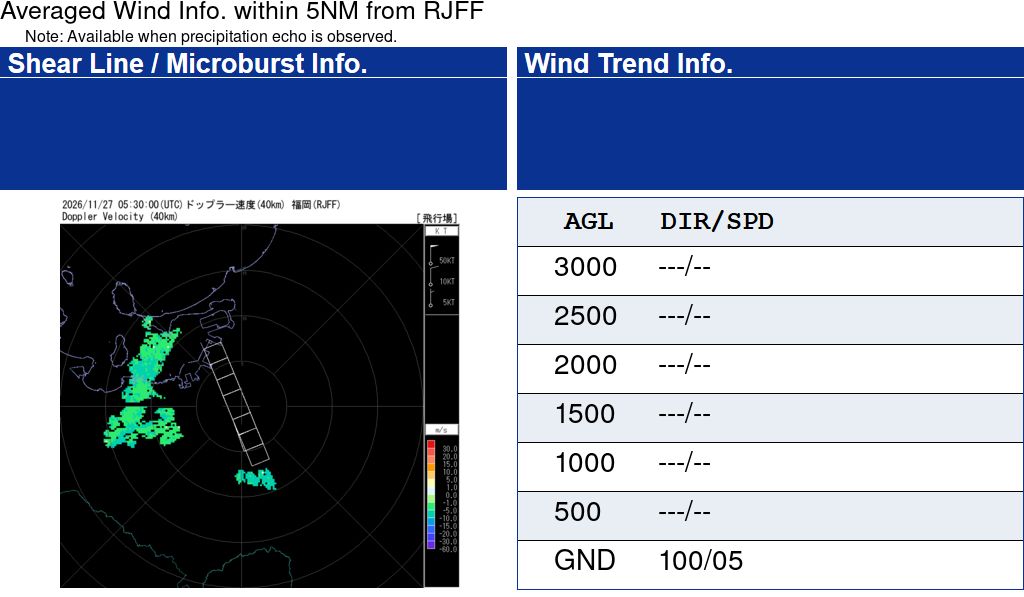 Averaged Wind Info. within 5NM from RJFF
Note: Available when precipitation echo is observed.
Shear Line / Microburst Info.
Wind Trend Info.
2026/11/27 05:30:00(UTC) ドップラー速度(40km) 福岡(RJFF)
Doppler Velocity (40km)
[飛行場]
K T
50KT
10KT
5KT
m/s
30.0
20.0
15.0
10.0
5.0
1.0
0.0
-1.0
-5.0
-10.0
-15.0
-20.0
-30.0
-60.0
AGL DIR/SPD
3000 ---/--
2500 ---/--
2000 ---/--
1500 ---/--
1000 ---/--
500 ---/--
GND 100/05